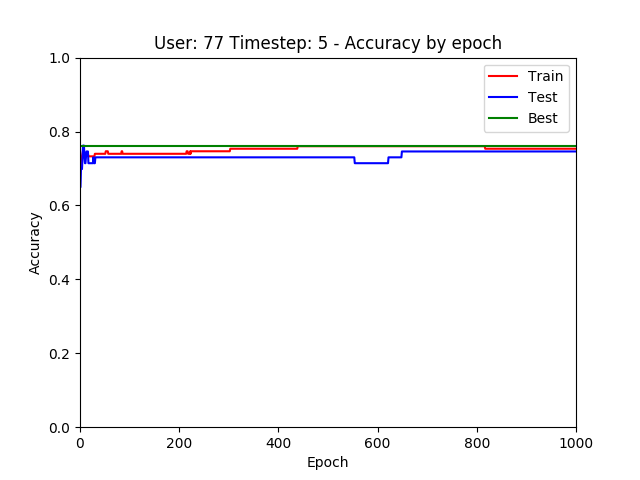 User: 77 Timestep: 5 - Accuracy by epoch
1.0
Train
Test
Best
0.8
0.6
Accuracy
0.4
0.2
0.0
0 200 400 600 800 1000
Epoch